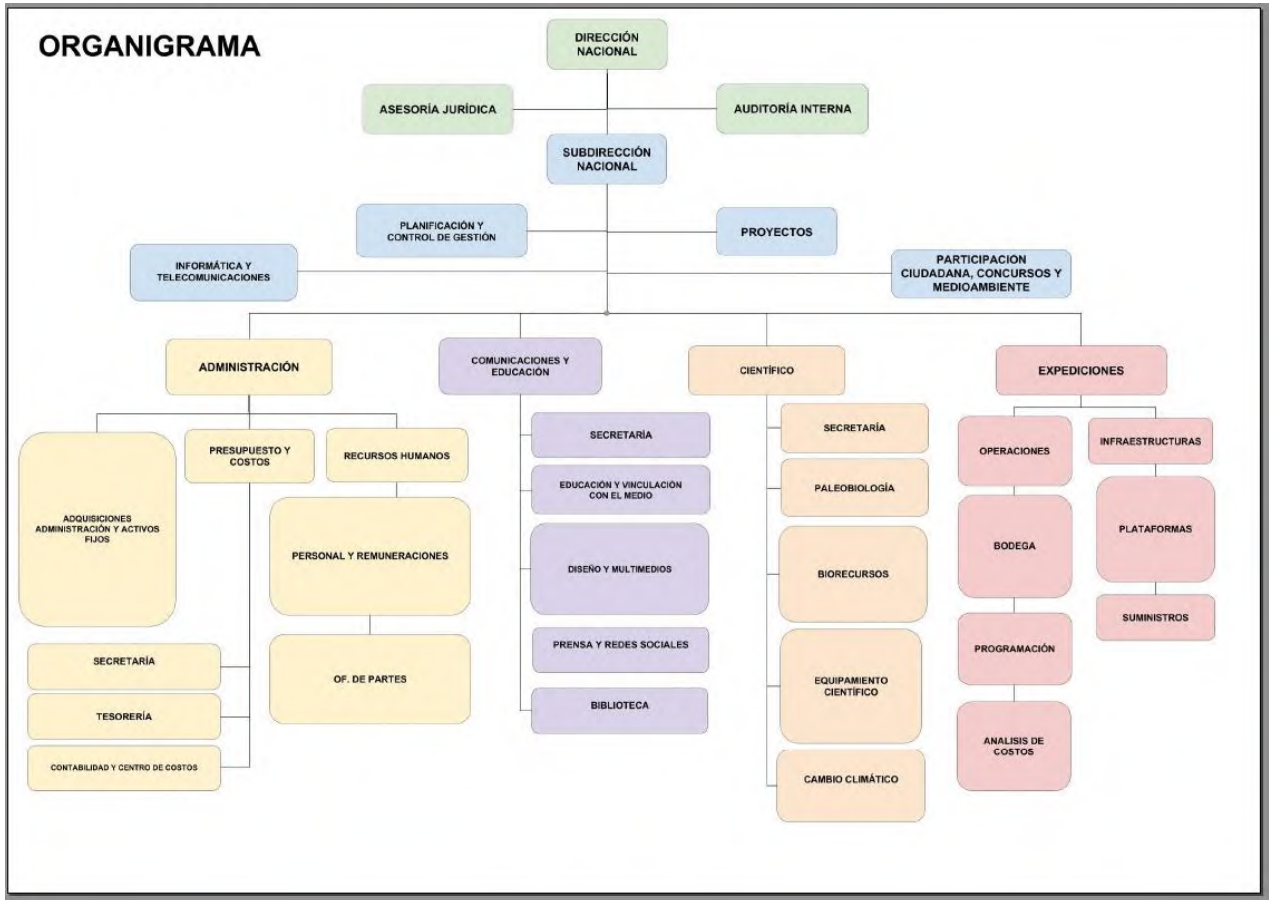 ORGANIGRAMA
DIRECCIÓN
NACIONAL
ASESORÍA JURÍDICA
AUDITORÍA INTERNA
SUBDIRECCIÓN
NACIONAL
PLANIFICACIÓN Y
CONTROL DE GESTIÓN
PROYECTOS
INFORMÁTICA Y
TELECOMUNICACIONES
PARTICIPACION
CIUDADANA, CONCURSOS Y
MEDIOAMBIENTE
ADMINISTRACIÓN
ADQUISICIONES
ADMINISTRACIÓN Y ACTIVOS
FIJOS
PRESUPUESTO Y
COSTOS
SECRETARÍA
TESORERÍA
CONTABILIDAD Y CENTRO DE COSTOS
RECURSOS HUMANOS
PERSONAL Y REMUNERACIONES
OF. DE PARTES
COMUNICACIONES Y
EDUCACIÓN
SECRETARÍA
EDUCACIÓN Y VINCULACIÓN
CON EL MEDIO
DISEÑO Y MULTIMEDIOS
PRENSA Y REDES SOCIALES
BIBLIOTECA
CIENTÍFICO
SECRETARÍA
PALEOBIOLOGÍA
BIORECURSOS
EQUIPAMIENTO
CIENTÍFICO
CAMBIO CLIMÁTICO
EXPEDICIONES
OPERACIONES
BODEGA
PROGRAMACIÓN
ANALISIS DE
COSTOS
INFRAESTRUCTURAS
PLATAFORMAS
SUMINISTROS